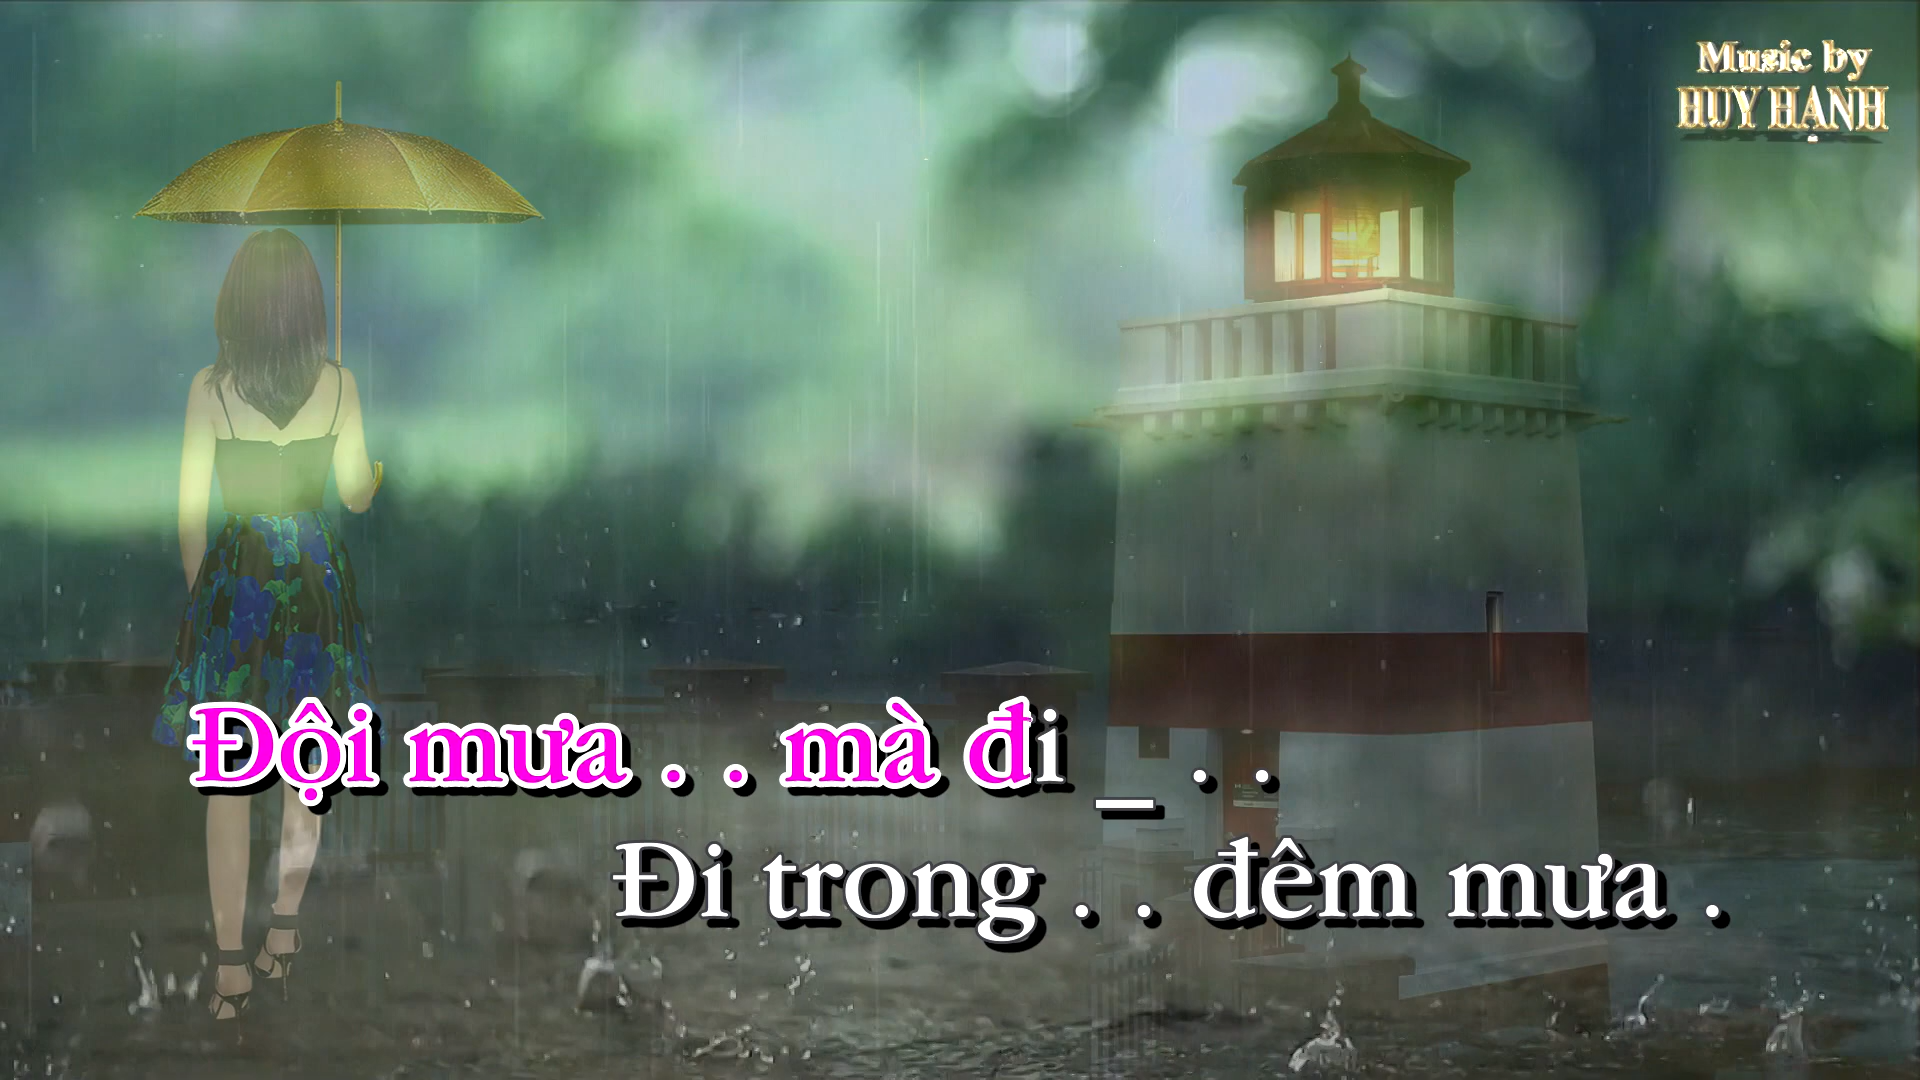 Music by
HUY HẠNH
Đội mưa . . mà đi _ . .
Đi trong . . đêm mưa .